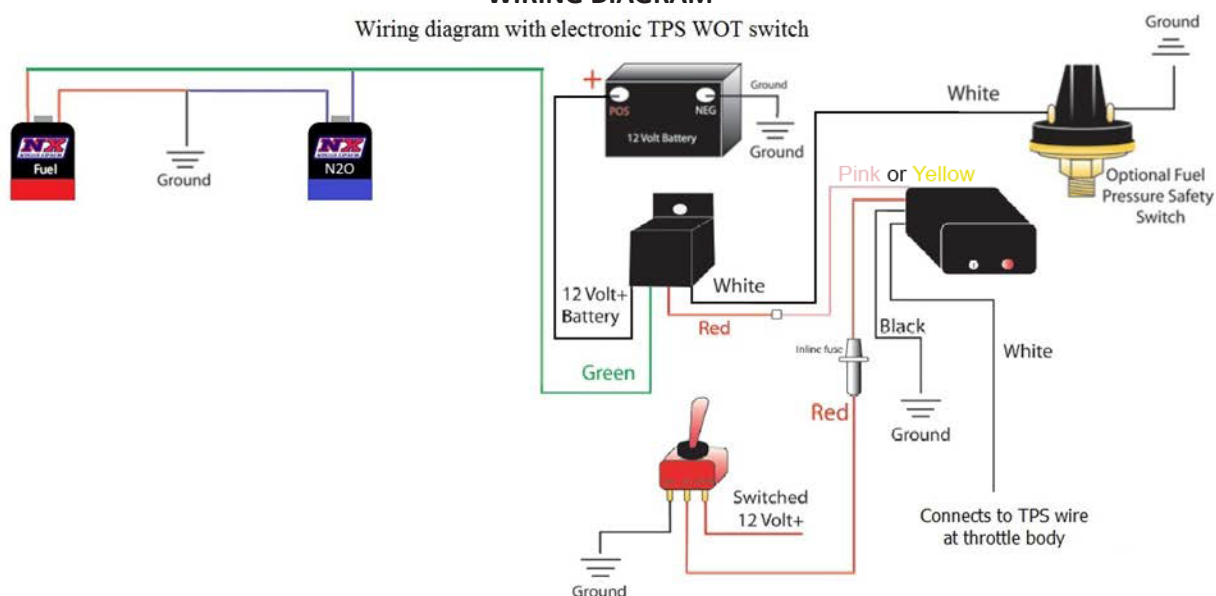 WIRING DIAGRAM
Wiring diagram with electronic TPS WOT switch
Ground
+
POS
NEG
Ground
12 Volt Battery
Ground
White
NX
Fuel
Ground
NX
N2O
Optional Fuel
Pressure Safety
Switch
Pink or Yellow
12 Volt+
Battery
White
Red
Green
Inline fuse
Black
White
Red
Ground
Switched
12 Volt+
Ground
Connects to TPS wire
at throttle body